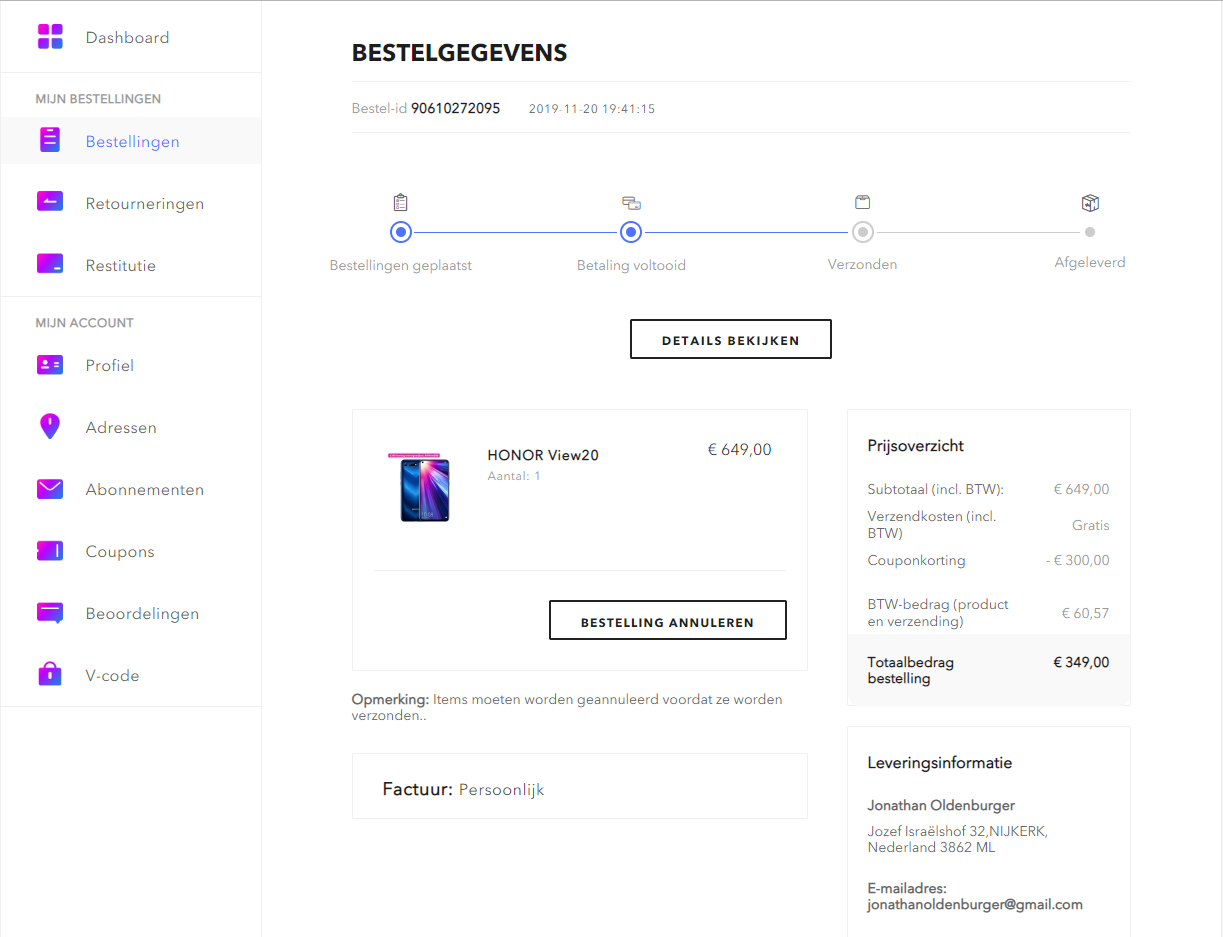 Dashboard
MIJN BESTELLINGEN
Bestellingen
Retourneringen
Restitutie
MIJN ACCOUNT
Profiel
Adressen
Abonnementen
Coupons
Beoordelingen
V-code
BESTELGEGEVENS
Bestel-id 90610272095 2019-11-20 19:41:15
Bestellingen geplaatst
Betaling voltooid
Verzonden
Afgeleverd
DETAILS BEKIJKEN
HONOR View20 € 649,00
Aantal: 1
BESTELLING ANNULEREN
Opmerking: Items moeten worden geannuleerd voordat ze worden
verzonden..
Factuur: Persoonlijk
Prijsoverzicht
Subtotaal (incl. BTW): € 649,00
Verzendkosten (incl.
BTW) Gratis
Couponkorting - € 300,00
BTW-bedrag (product
en verzending) € 60,57
Totaalbedrag € 349,00
bestelling
Leveringsinformatie
Jonathan Oldenburger
Jozef Israëlshof 32,NIJKERK,
Nederland 3862 ML
E-mailadres:
jonathanoldenburger@gmail.com